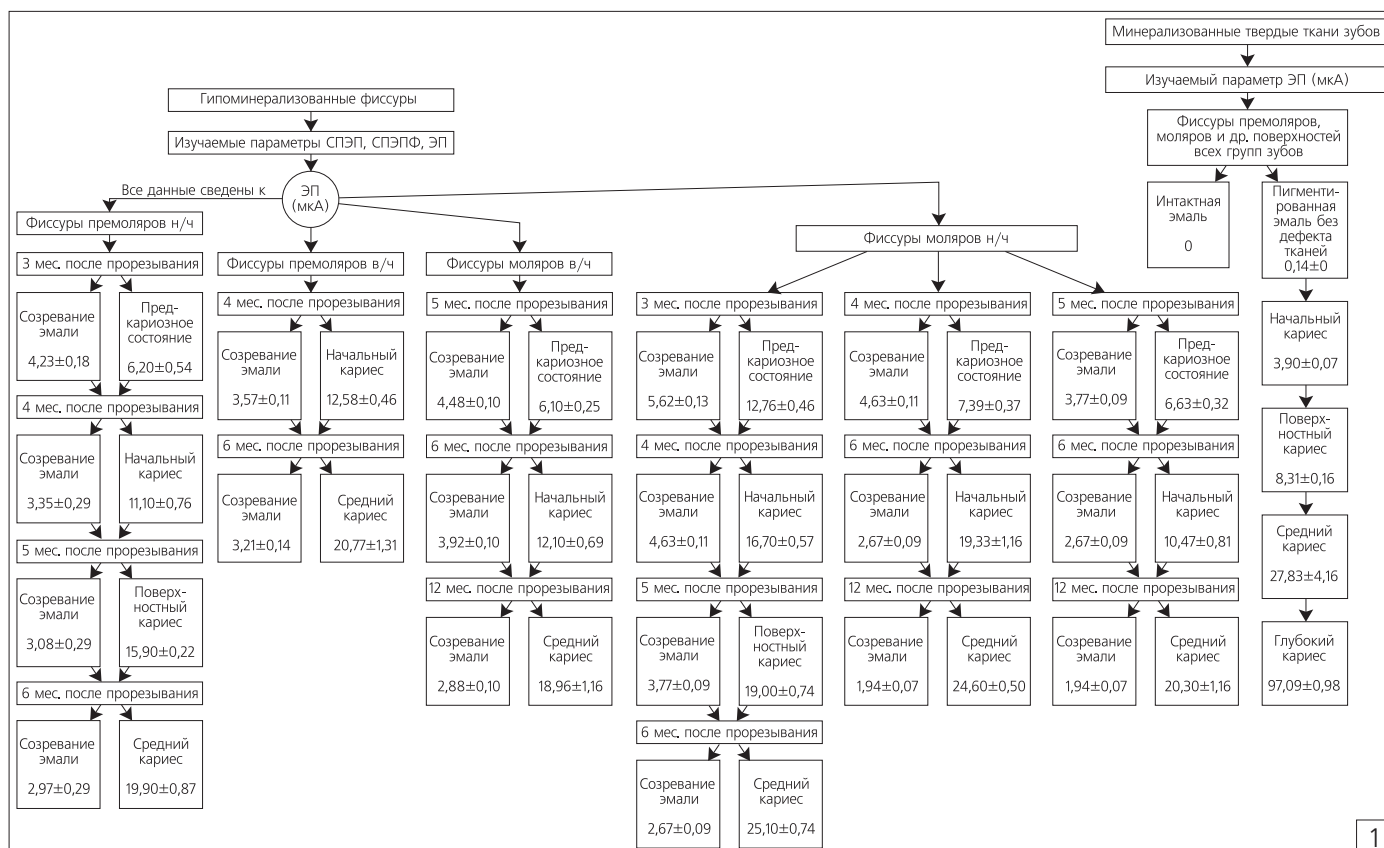 Минерализованные твердые ткани зубов
Изучаемый параметр ЭП (мкА)
Фиссуры премоляров,
моляров и др. поверхностей
всех групп зубов
Интактная
эмаль
0
Пигменти-
рованная
эмаль без
дефекта
тканей
0,14±0
Начальный
кариес
3,90±0,07
Поверх-
ностный
кариес
8,31±0,16
Средний
кариес
27,83±4,16
Глубокий
кариес
97,09±0,98
Гипоминерализованные фиссуры
Изучаемые параметры СПЭП, СПЭПФ, ЭП
Все данные сведены к
ЭП
(мкА)
Фиссуры премоляров н/ч
3 мес. после прорезывания
Созревание
эмали
4,23±0,18
Пред-
кариозное
состояние
6,20±0,54
4 мес. после прорезывания
Созревание
эмали
3,35±0,29
Начальный
кариес
11,10±0,76
5 мес. после прорезывания
Созревание
эмали
3,08±0,29
Поверх-
ностный
кариес
15,90±0,22
6 мес. после прорезывания
Созревание
эмали
2,97±0,29
Средний
кариес
19,90±0,87
Фиссуры премоляров в/ч
4 мес. после прорезывания
Созревание
эмали
3,57±0,11
Начальный
кариес
12,58±0,46
6 мес. после прорезывания
Созревание
эмали
3,21±0,14
Средний
кариес
20,77±1,31
Фиссуры моляров в/ч
5 мес. после прорезывания
Созревание
эмали
4,48±0,10
Пред-
кариозное
состояние
6,10±0,25
6 мес. после прорезывания
Созревание
эмали
3,92±0,10
Начальный
кариес
12,10±0,69
12 мес. после прорезывания
Созревание
эмали
2,88±0,10
Средний
кариес
18,96±1,16
Фиссуры моляров н/ч
3 мес. после прорезывания
Созревание
эмали
5,62±0,13
Пред-
кариозное
состояние
12,76±0,46
4 мес. после прорезывания
Созревание
эмали
4,63±0,11
Начальный
кариес
16,70±0,57
5 мес. после прорезывания
Созревание
эмали
3,77±0,09
Поверх-
ностный
кариес
19,00±0,74
6 мес. после прорезывания
Созревание
эмали
2,67±0,09
Средний
кариес
25,10±0,74
4 мес. после прорезывания
Созревание
эмали
4,63±0,11
Пред-
кариозное
состояние
7,39±0,37
6 мес. после прорезывания
Созревание
эмали
2,67±0,09
Начальный
кариес
19,33±1,16
12 мес. после прорезывания
Созревание
эмали
1,94±0,07
Средний
кариес
24,60±0,50
5 мес. после прорезывания
Созревание
эмали
3,77±0,09
Пред-
кариозное
состояние
6,63±0,32
6 мес. после прорезывания
Созревание
эмали
2,67±0,09
Начальный
кариес
10,47±0,81
12 мес. после прорезывания
Созревание
эмали
1,94±0,07
Средний
кариес
20,30±1,16
1